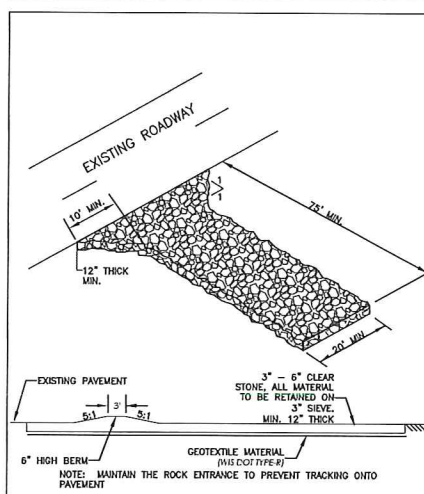 EXISTING ROADWAY
10' MIN.
1
1
75' MIN.
12" THICK
MIN.
20'
MIN.
3" - 6" CLEAR
STONE, ALL MATERIAL
TO BE RETAINED ON
3" SIEVE.
MIN. 12" THICK
EXISTING PAVEMENT
5:1
3'
5:1
6" HIGH BERM
GEOTEXTILE MATERIAL
(WIS DOT TYPE-R)
NOTE: MAINTAIN THE ROCK ENTRANCE TO PREVENT TRACKING ONTO
PAVEMENT